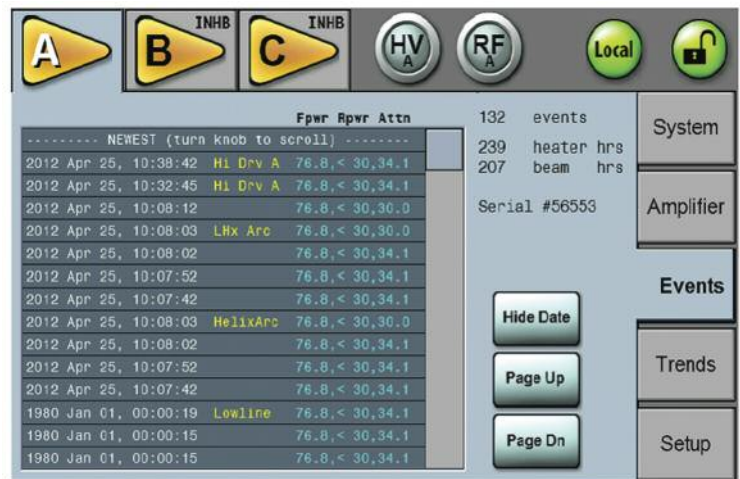 A
B INHB
C INHB
HV A
RF A
Local
Fpwr Rpwr Attn
--------- NEWEST (turn knob to scroll) --------
2012 Apr 25, 10:38:42 Hi Drv A 76.8,< 30,34.1
2012 Apr 25, 10:32:45 Hi Drv A 76.8,< 30,34.1
2012 Apr 25, 10:08:12 76.8,< 30,30.0
2012 Apr 25, 10:08:03 LHx Arc 76.8,< 30,30.0
2012 Apr 25, 10:08:02 76.8,< 30,34.1
2012 Apr 25, 10:07:52 76.8,< 30,34.1
2012 Apr 25, 10:07:42 76.8,< 30,34.1
2012 Apr 25, 10:08:03 HelixArc 76.8,< 30,30.0
2012 Apr 25, 10:08:02 76.8,< 30,34.1
2012 Apr 25, 10:07:52 76.8,< 30,34.1
2012 Apr 25, 10:07:42 76.8,< 30,34.1
1980 Jan 01, 00:00:19 Lowline 76.8,< 30,34.1
1980 Jan 01, 00:00:15 76.8,< 30,34.1
1980 Jan 01, 00:00:15 76.8,< 30,34.1
132 events
239 heater hrs
207 beam hrs
Serial #56553
Hide Date
Page Up
Page Dn
System
Amplifier
Events
Trends
Setup